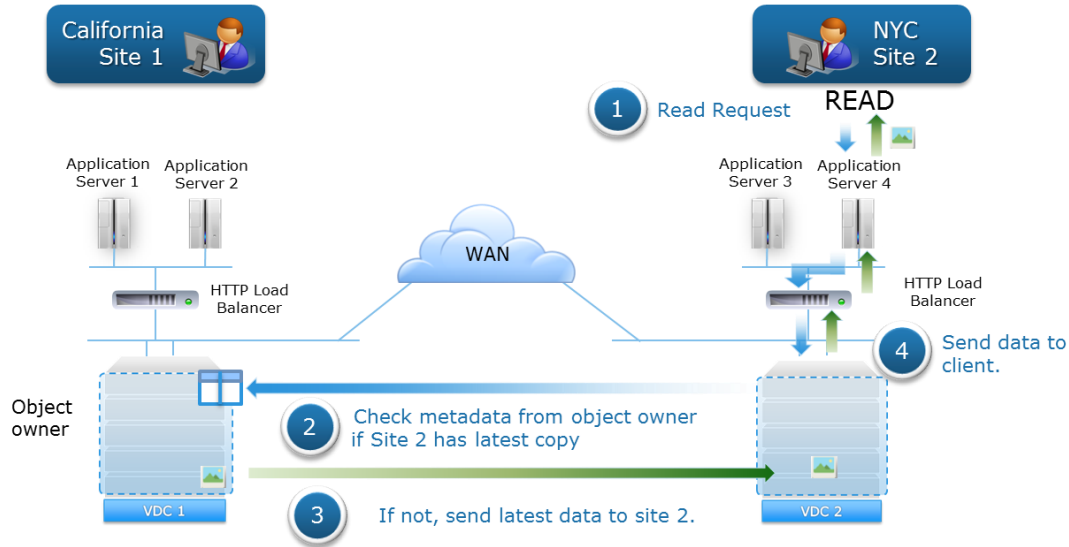 California
Site 1
NYC
Site 2
1
Read Request
READ
Application
Server 1
Application
Server 2
Application
Server 3
Application
Server 4
WAN
HTTP Load
Balancer
HTTP Load
Balancer
4
Send data to
client.
Object
owner
2
Check metadata from object owner
if Site 2 has latest copy
3
If not, send latest data to site 2.
VDC 1
VDC 2